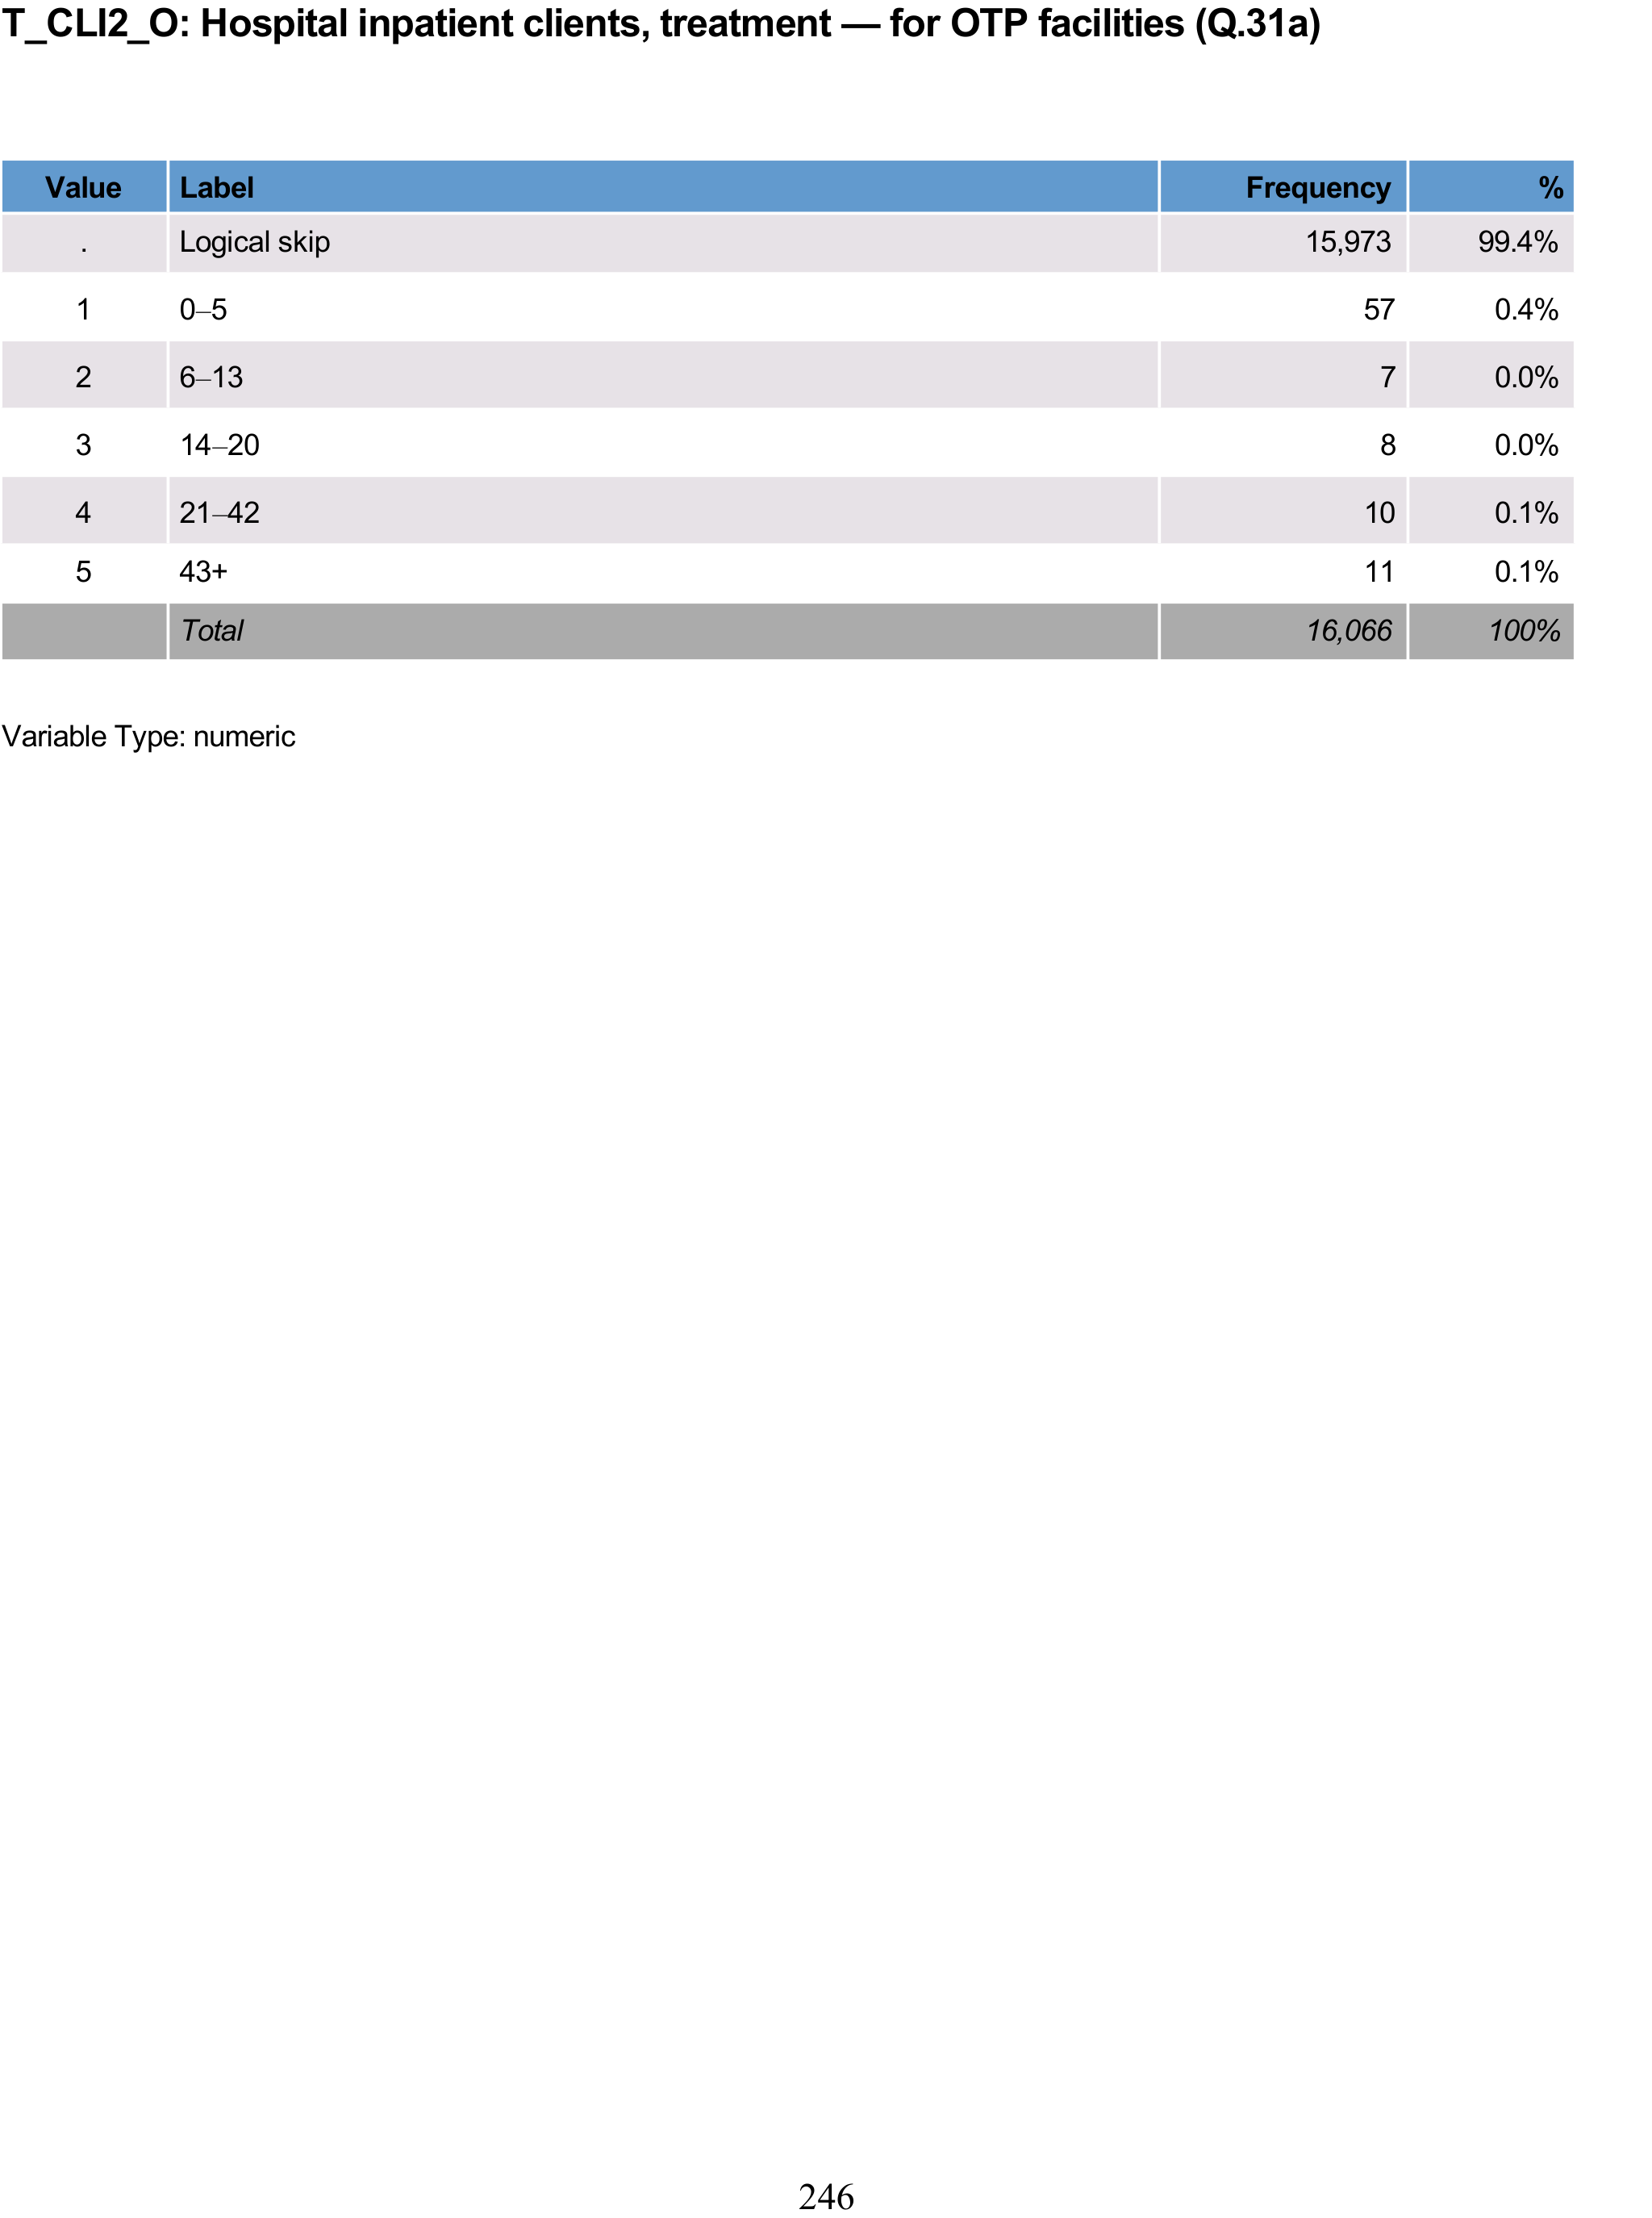 T_CLI2_O: Hospital inpatient clients, treatment — for OTP facilities (Q.31a)
Value Label Frequency %
. Logical skip 15,973 99.4%
1 0–5 57 0.4%
2 6–13 7 0.0%
3 14–20 8 0.0%
4 21–42 10 0.1%
5 43+ 11 0.1%
Total 16,066 100%
Variable Type: numeric
246